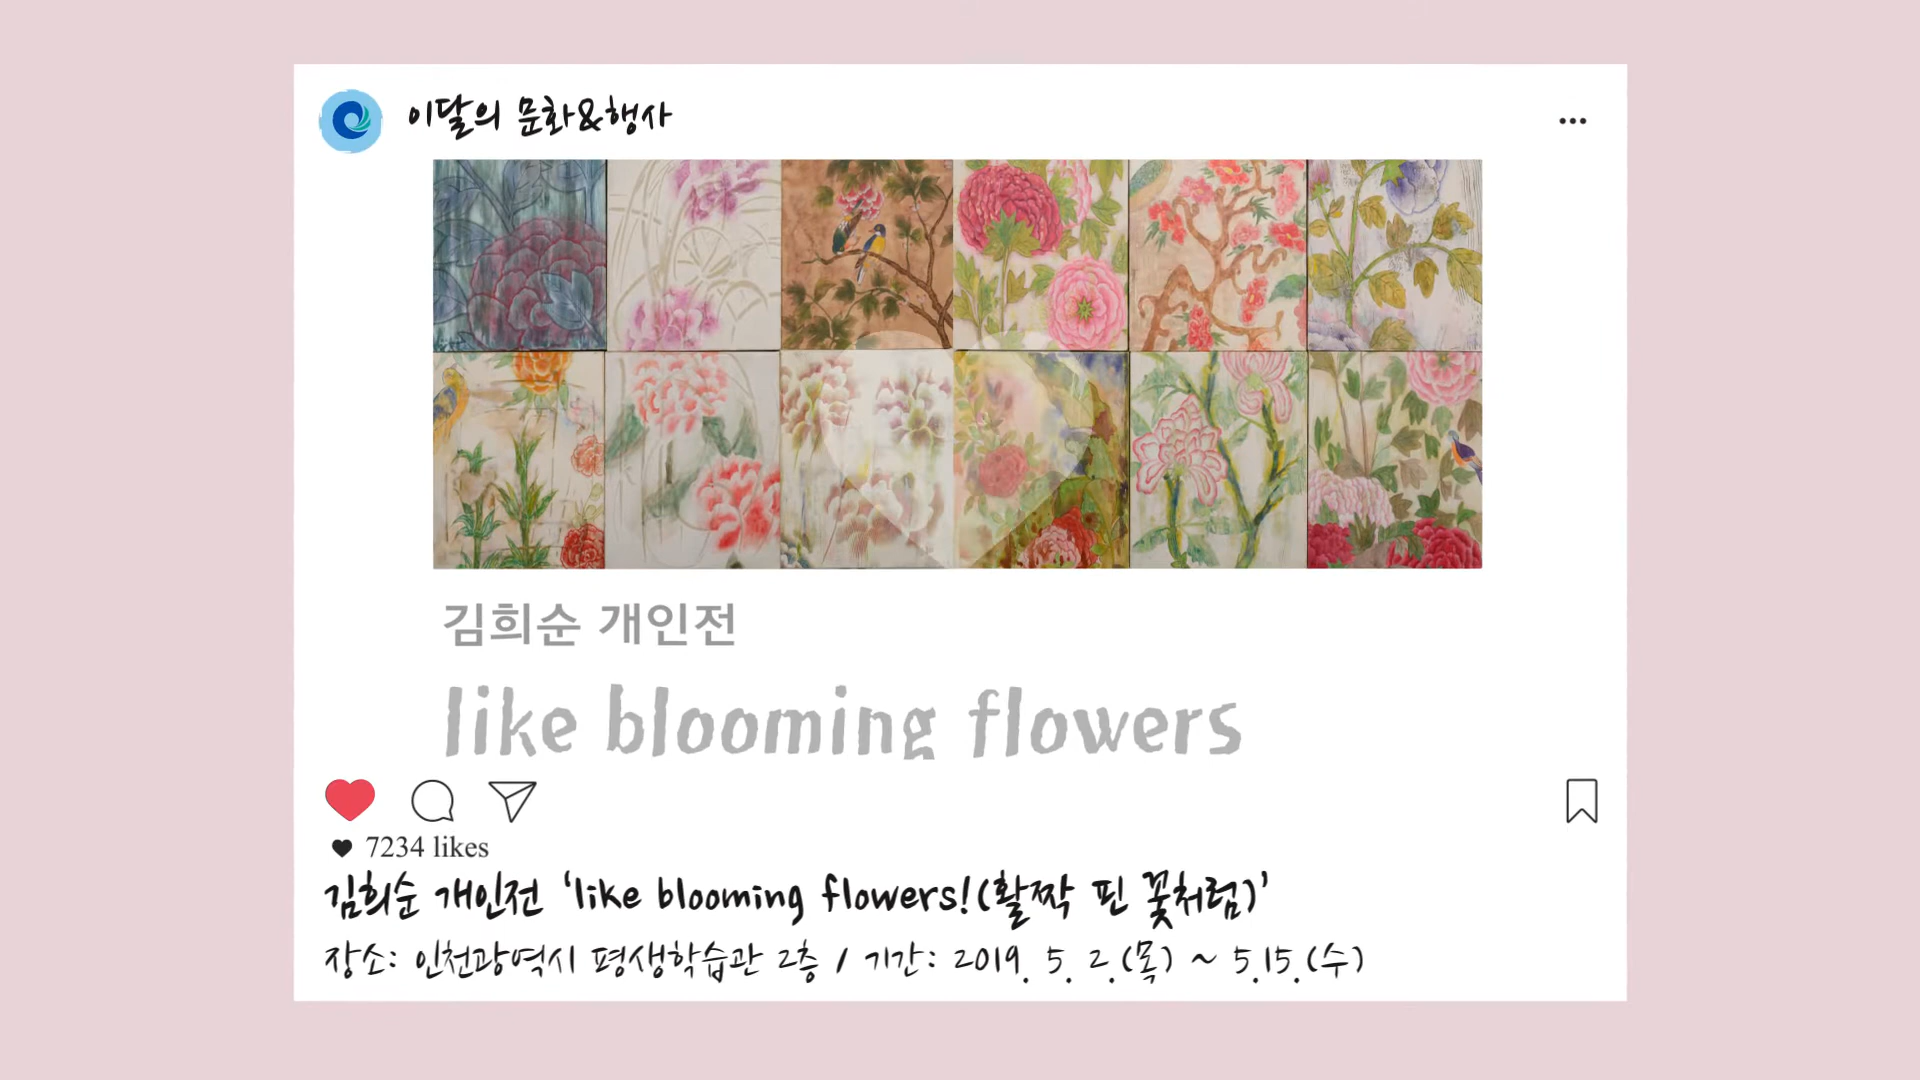 이달의 문화&행사
김희순 개인전
like blooming flowers
7234 likes
김희순 개인전 ‘like blooming flowers!(활짝 핀 꽃처럼)’
장소: 인천광역시 평생학습관 2층 / 기간: 2019. 5. 2.(목) ~ 5.15.(수)